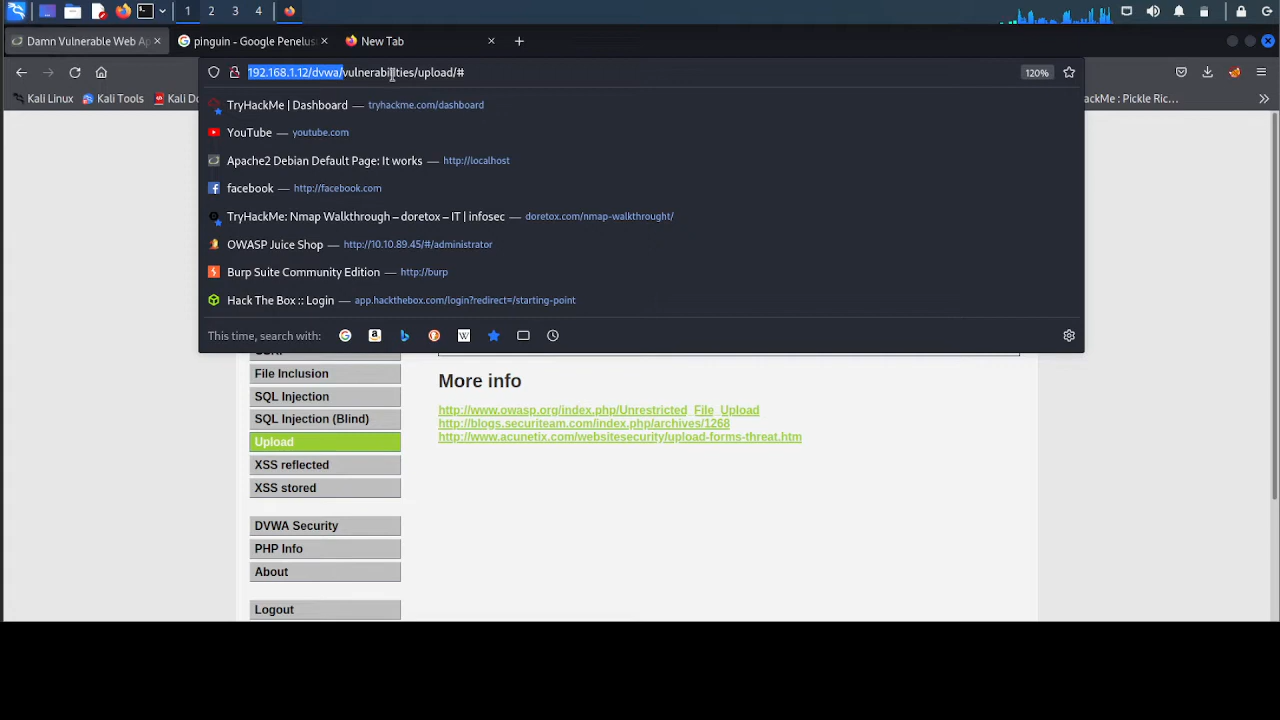 1 2 3 4
Damn Vulnerable Web Ap
pinguin - Google Penelus
New Tab
192.168.1.12/dvwa/vulnerabilities/upload/#
120%
Kali Linux
Kali Tools
Kali Do
ckMe : Pickle Ric…
TryHackMe | Dashboard — tryhackme.com/dashboard
YouTube — youtube.com
Apache2 Debian Default Page: It works — http://localhost
facebook — http://facebook.com
TryHackMe: Nmap Walkthrough – doretox – IT | infosec — doretox.com/nmap-walkthrought/
OWASP Juice Shop — http://10.10.89.45/#/administrator
Burp Suite Community Edition — http://burp
Hack The Box :: Login — app.hackthebox.com/login?redirect=/starting-point
This time, search with:
File Inclusion
SQL Injection
SQL Injection (Blind)
Upload
XSS reflected
XSS stored
DVWA Security
PHP Info
About
Logout
More info
http://www.owasp.org/index.php/Unrestricted_File_Upload
http://blogs.securiteam.com/index.php/archives/1268
http://www.acunetix.com/websitesecurity/upload-forms-threat.htm